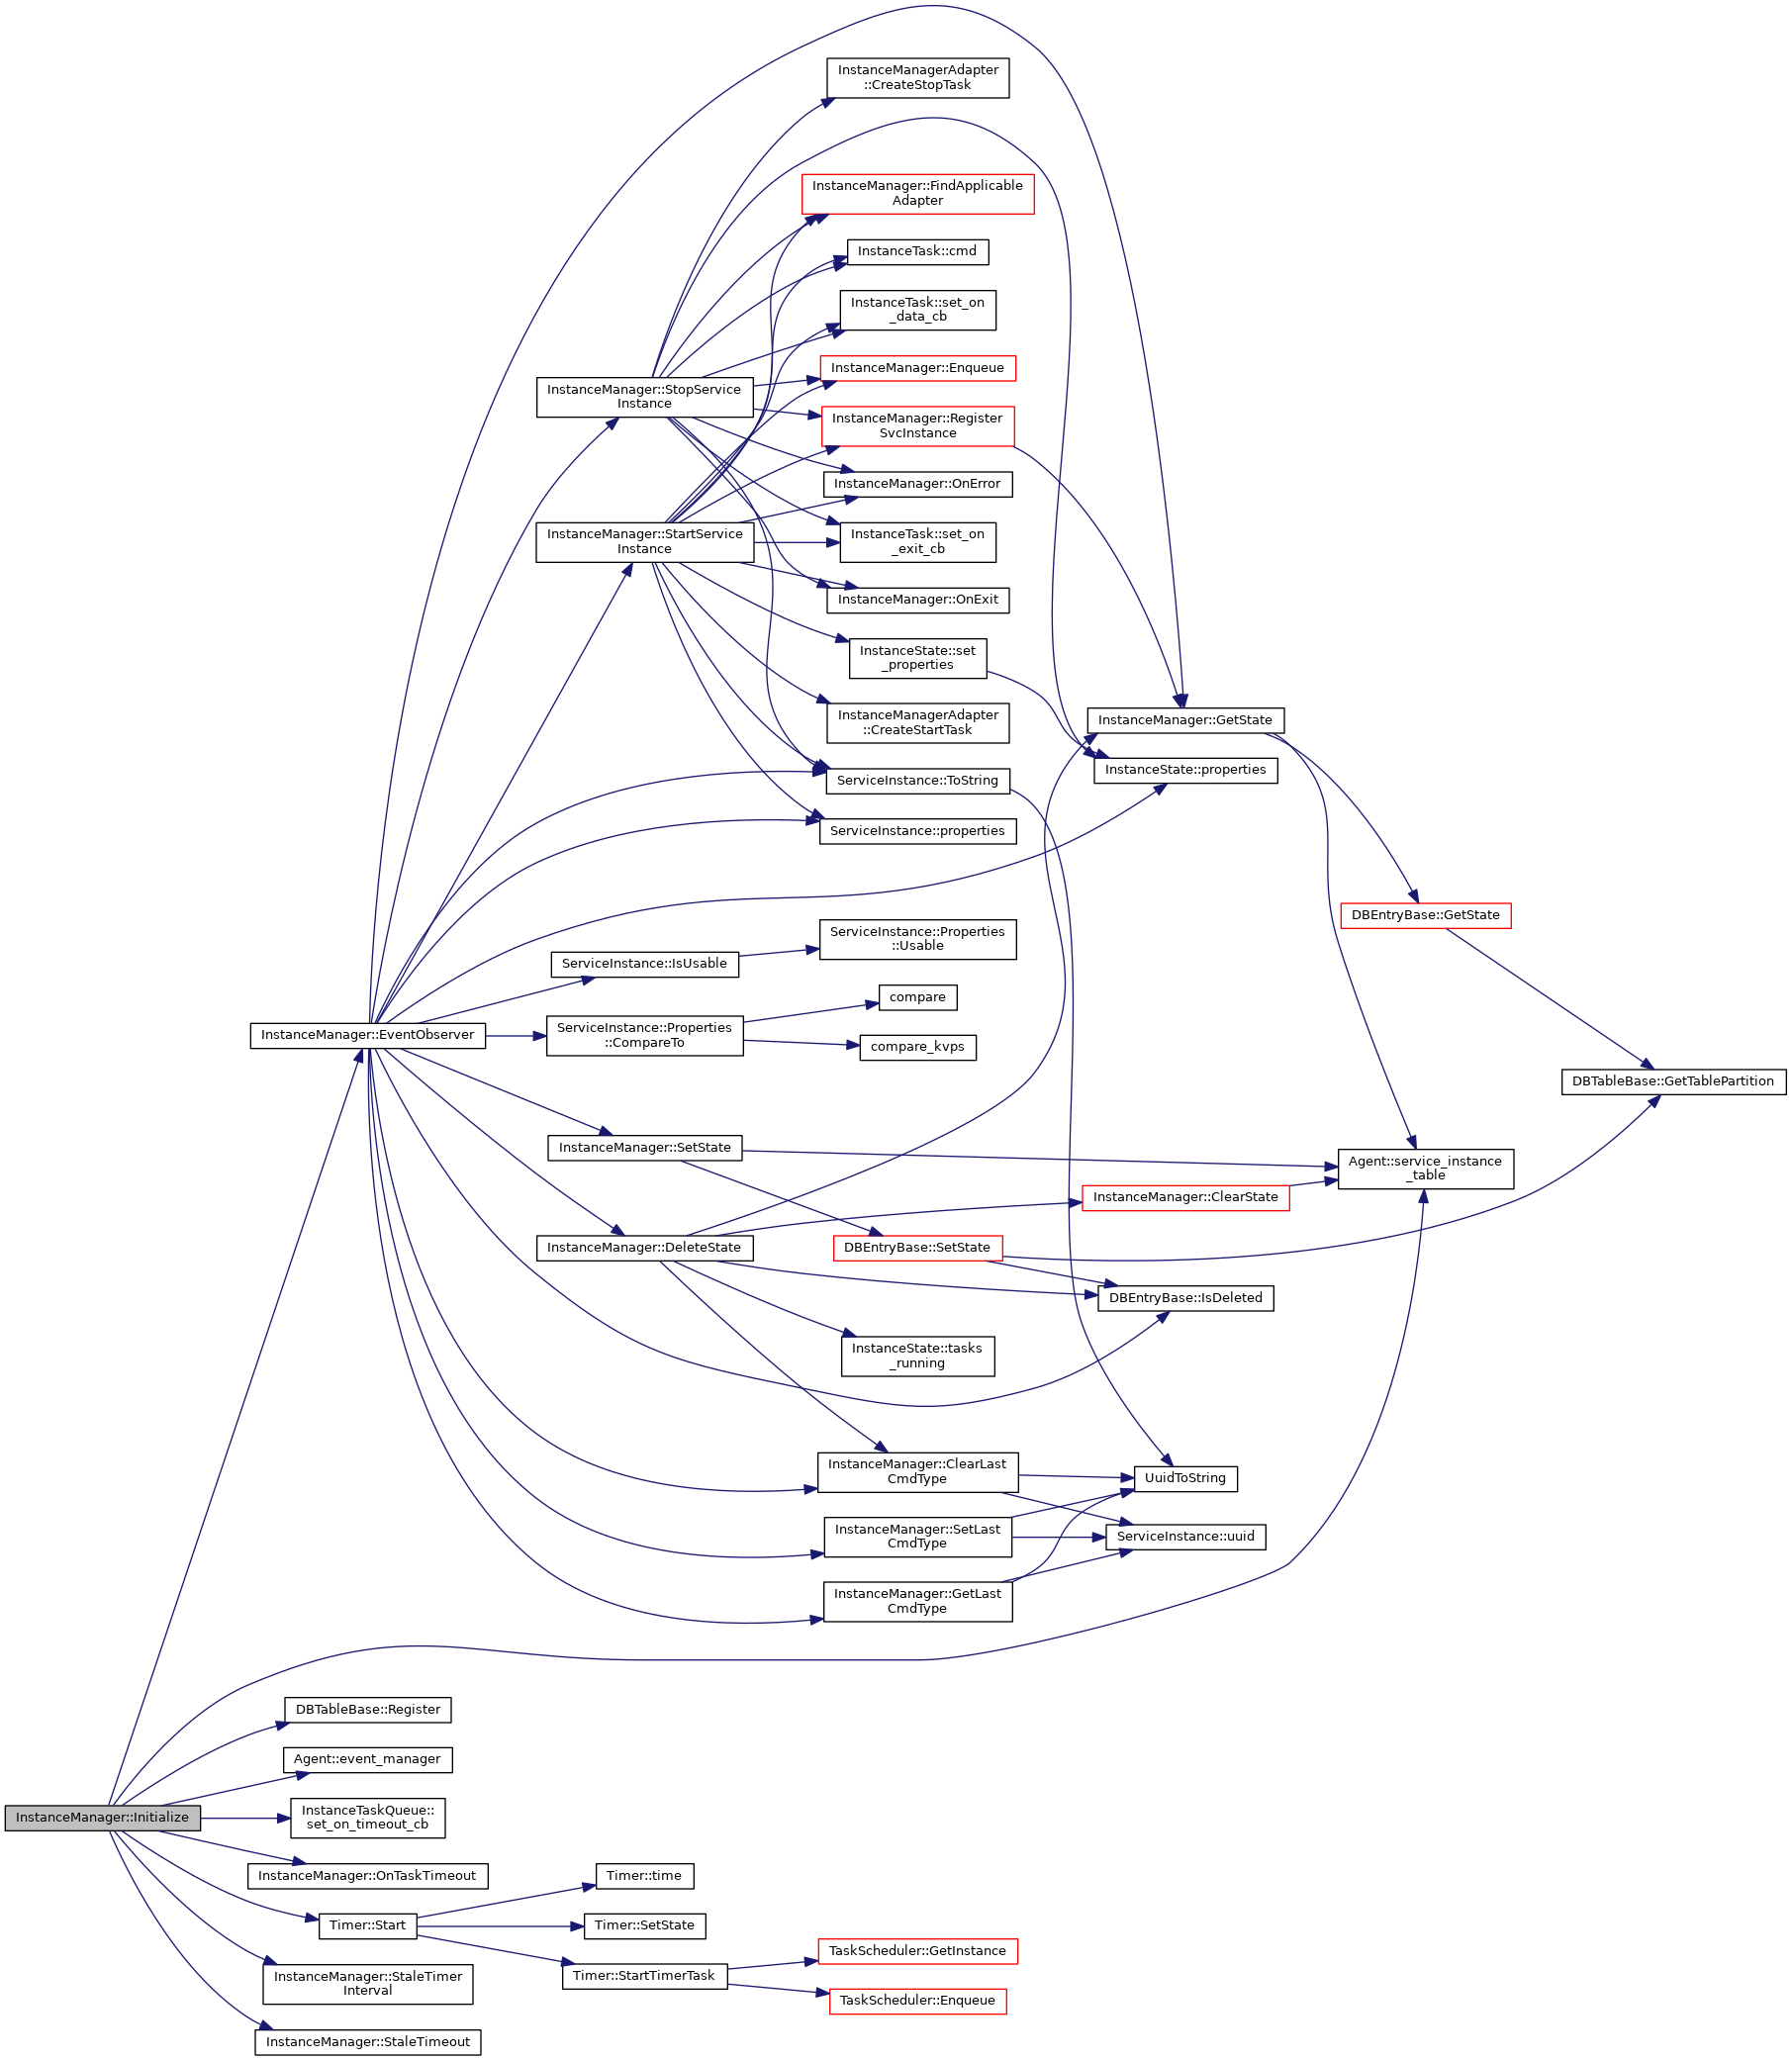 InstanceManagerAdapter
::CreateStopTask
InstanceManager::FindApplicable
Adapter
InstanceTask::cmd
InstanceTask::set_on
_data_cb
InstanceManager::Enqueue
InstanceManager::StopService
Instance
InstanceManager::Register
SvcInstance
InstanceManager::OnError
InstanceManager::StartService
Instance
InstanceTask::set_on
_exit_cb
InstanceManager::OnExit
InstanceState::set
_properties
InstanceManagerAdapter
::CreateStartTask
InstanceManager::GetState
InstanceState::properties
ServiceInstance::ToString
ServiceInstance::properties
DBEntryBase::GetState
ServiceInstance::Properties
::Usable
ServiceInstance::IsUsable
compare
InstanceManager::EventObserver
ServiceInstance::Properties
::CompareTo
compare_kvps
DBTableBase::GetTablePartition
InstanceManager::SetState
Agent::service_instance
_table
InstanceManager::ClearState
InstanceManager::DeleteState
DBEntryBase::SetState
DBEntryBase::IsDeleted
InstanceState::tasks
_running
InstanceManager::ClearLast
CmdType
UuidToString
InstanceManager::SetLast
CmdType
ServiceInstance::uuid
InstanceManager::GetLast
CmdType
DBTableBase::Register
Agent::event_manager
InstanceManager::Initialize
InstanceTaskQueue::
set_on_timeout_cb
InstanceManager::OnTaskTimeout
Timer::time
Timer::Start
Timer::SetState
TaskScheduler::GetInstance
Timer::StartTimerTask
InstanceManager::StaleTimer
Interval
TaskScheduler::Enqueue
InstanceManager::StaleTimeout